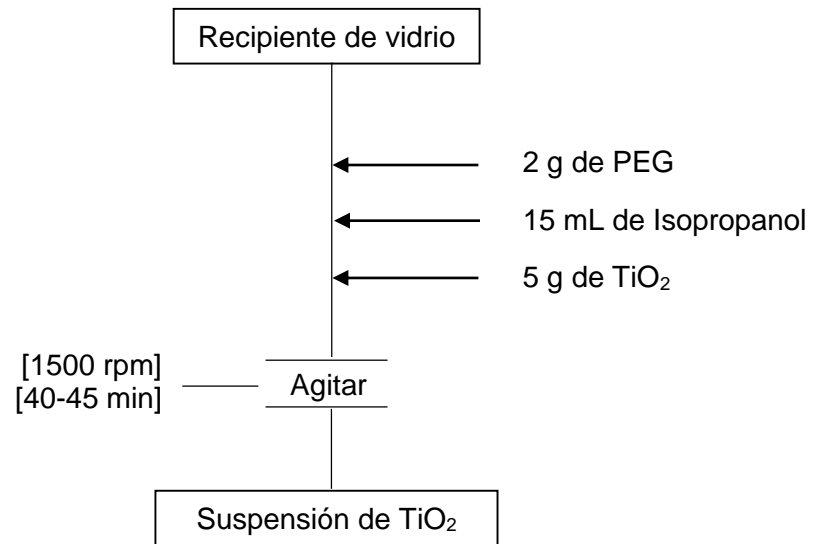 Recipiente de vidrio
2 g de PEG
15 mL de Isopropanol
5 g de TiO₂
[1500 rpm]
[40-45 min]
Agitar
Suspensión de TiO₂